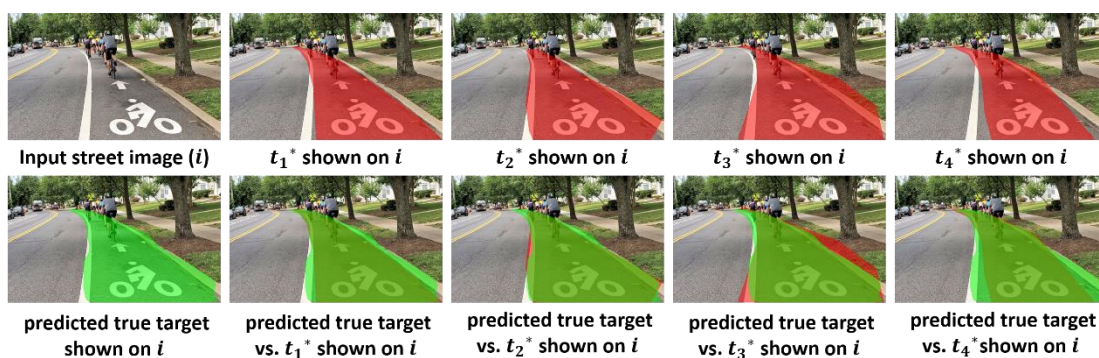 Input street image (i)
t₁* shown on i
t₂* shown on i
t₃* shown on i
t₄* shown on i
predicted true target
shown on i
predicted true target
vs. t₁* shown on i
predicted true target
vs. t₂* shown on i
predicted true target
vs. t₃* shown on i
predicted true target
vs. t₄* shown on i